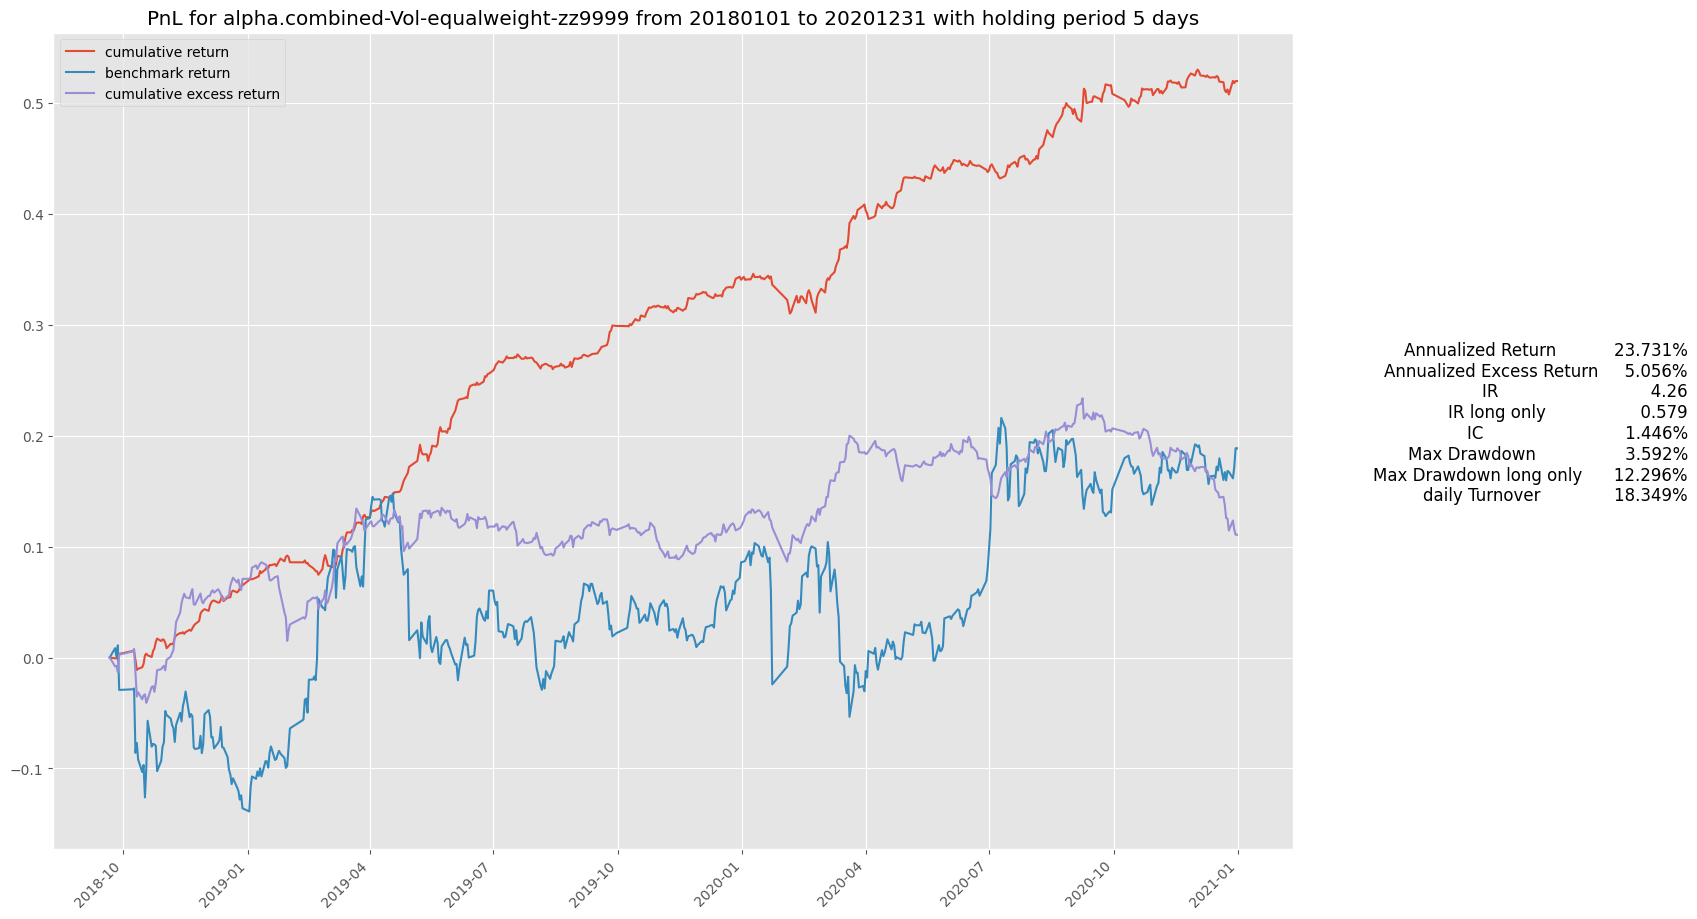 PnL for alpha.combined-Vol-equalweight-zz9999 from 20180101 to 20201231 with holding period 5 days
cumulative return
benchmark return
cumulative excess return
0.5
0.4
0.3
0.2
0.1
0.0
−0.1
2018-10
2019-01
2019-04
2019-07
2019-10
2020-01
2020-04
2020-07
2020-10
2021-01
Annualized Return 23.731%
Annualized Excess Return 5.056%
IR 4.26
IR long only 0.579
IC 1.446%
Max Drawdown 3.592%
Max Drawdown long only 12.296%
daily Turnover 18.349%